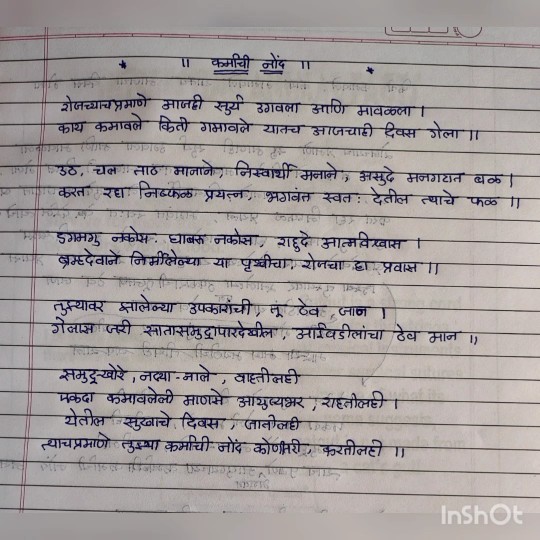 ॥ कर्माची नोंद ॥
रोजच्याचप्रमाणे आजही सुर्य उगवला आणि मावळला ।
काय कमावले किती गमावले यातच आजचाही दिवस गेला ॥
उठ, चल ताठ मानाने, निस्वार्थी मनाने, असुदे मनगटात बळ ।
करत रहा निष्फळ प्रयत्न, भगवंत स्वतः देतील त्याचे फळ ॥
डगमगु नकोस घाबरू नकोस राहुदे आत्मविश्वास ।
ब्रम्हदेवाने निर्मीलेल्या या पृथ्वीचा, रोजचा हा प्रवास ॥
तुझ्यावर झालेल्या उपकारांची तू ठेव जान ।
गेलास जरी सातासमुद्रापारदेखील, आईवडीलांचा ठेव मान ॥
समुद्र-खोरे, नद्या-नाले, वाहतीलही
एकदा कमावलेली माणसे आयुष्यभर, राहतीलही ।
येतील सुखाचे दिवस, जातीलही
त्याचप्रमाणे तुझ्या कर्माची नोंद कोणीतरी, करतीलही ॥
InShOt